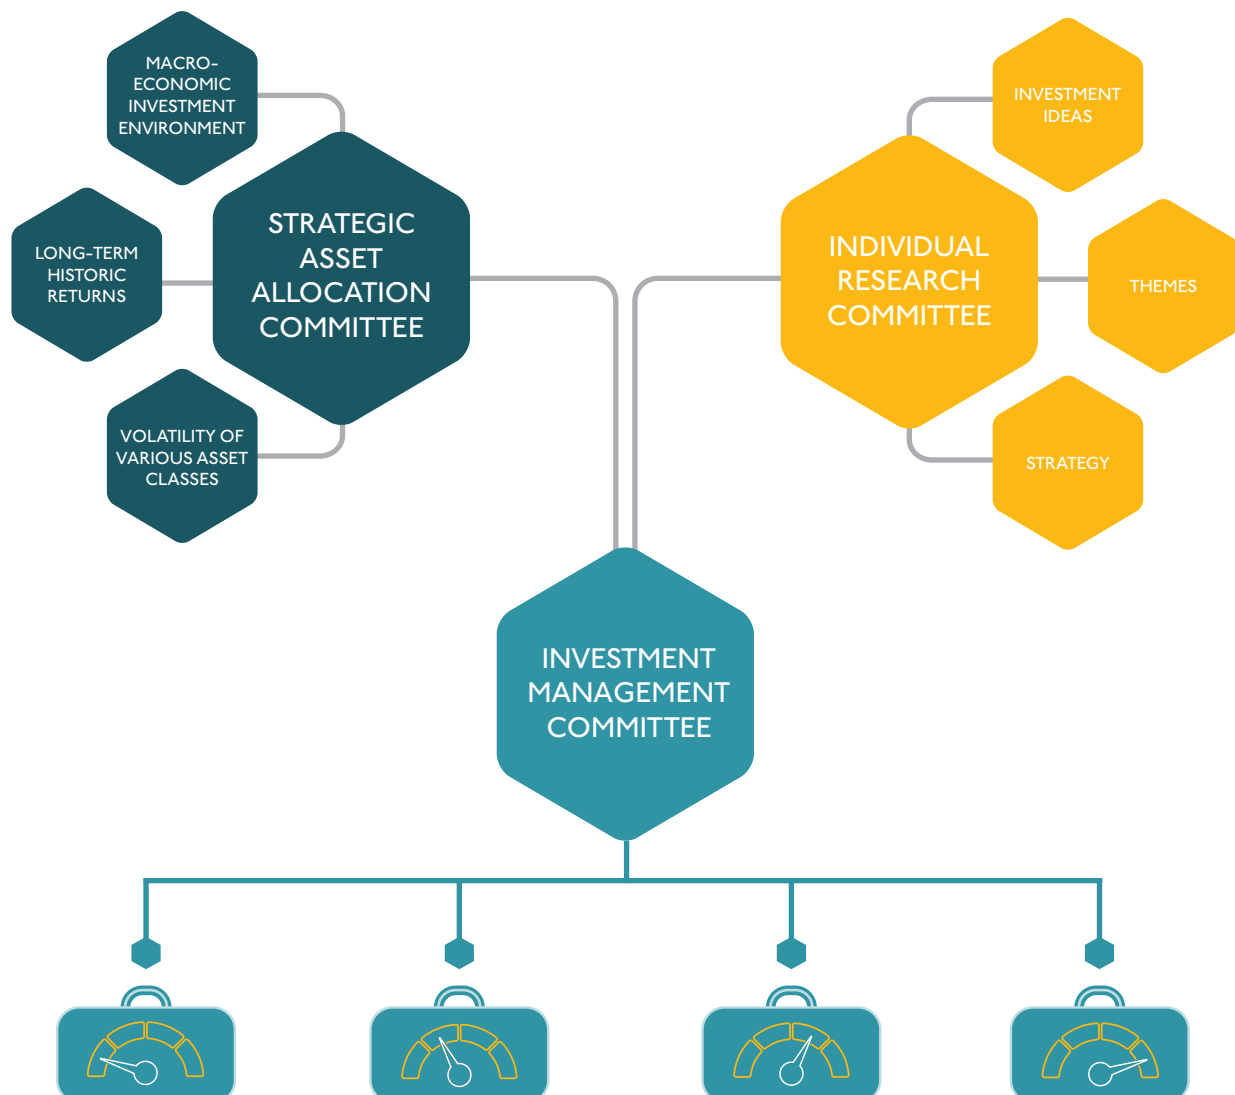 MACRO-
ECONOMIC
INVESTMENT
ENVIRONMENT
LONG-TERM
HISTORIC
RETURNS
VOLATILITY OF
VARIOUS ASSET
CLASSES
STRATEGIC
ASSET
ALLOCATION
COMMITTEE
INDIVIDUAL
RESEARCH
COMMITTEE
INVESTMENT
IDEAS
THEMES
STRATEGY
INVESTMENT
MANAGEMENT
COMMITTEE